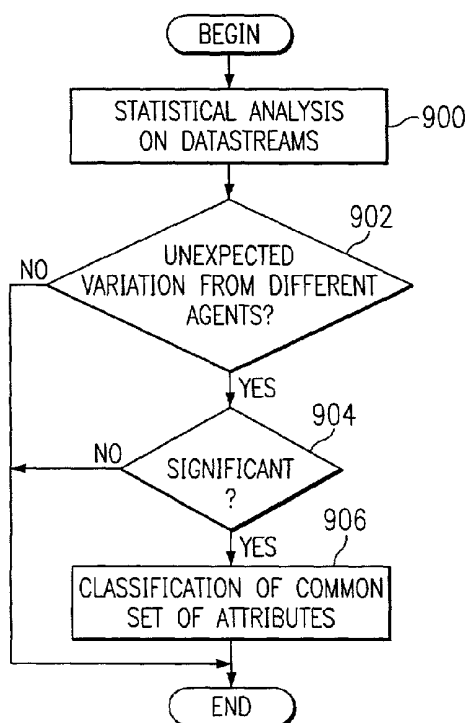 BEGIN
STATISTICAL ANALYSIS
ON DATASTREAMS
900
902
NO
UNEXPECTED
VARIATION FROM DIFFERENT
AGENTS?
YES
904
NO
SIGNIFICANT
?
906
YES
CLASSIFICATION OF COMMON
SET OF ATTRIBUTES
END